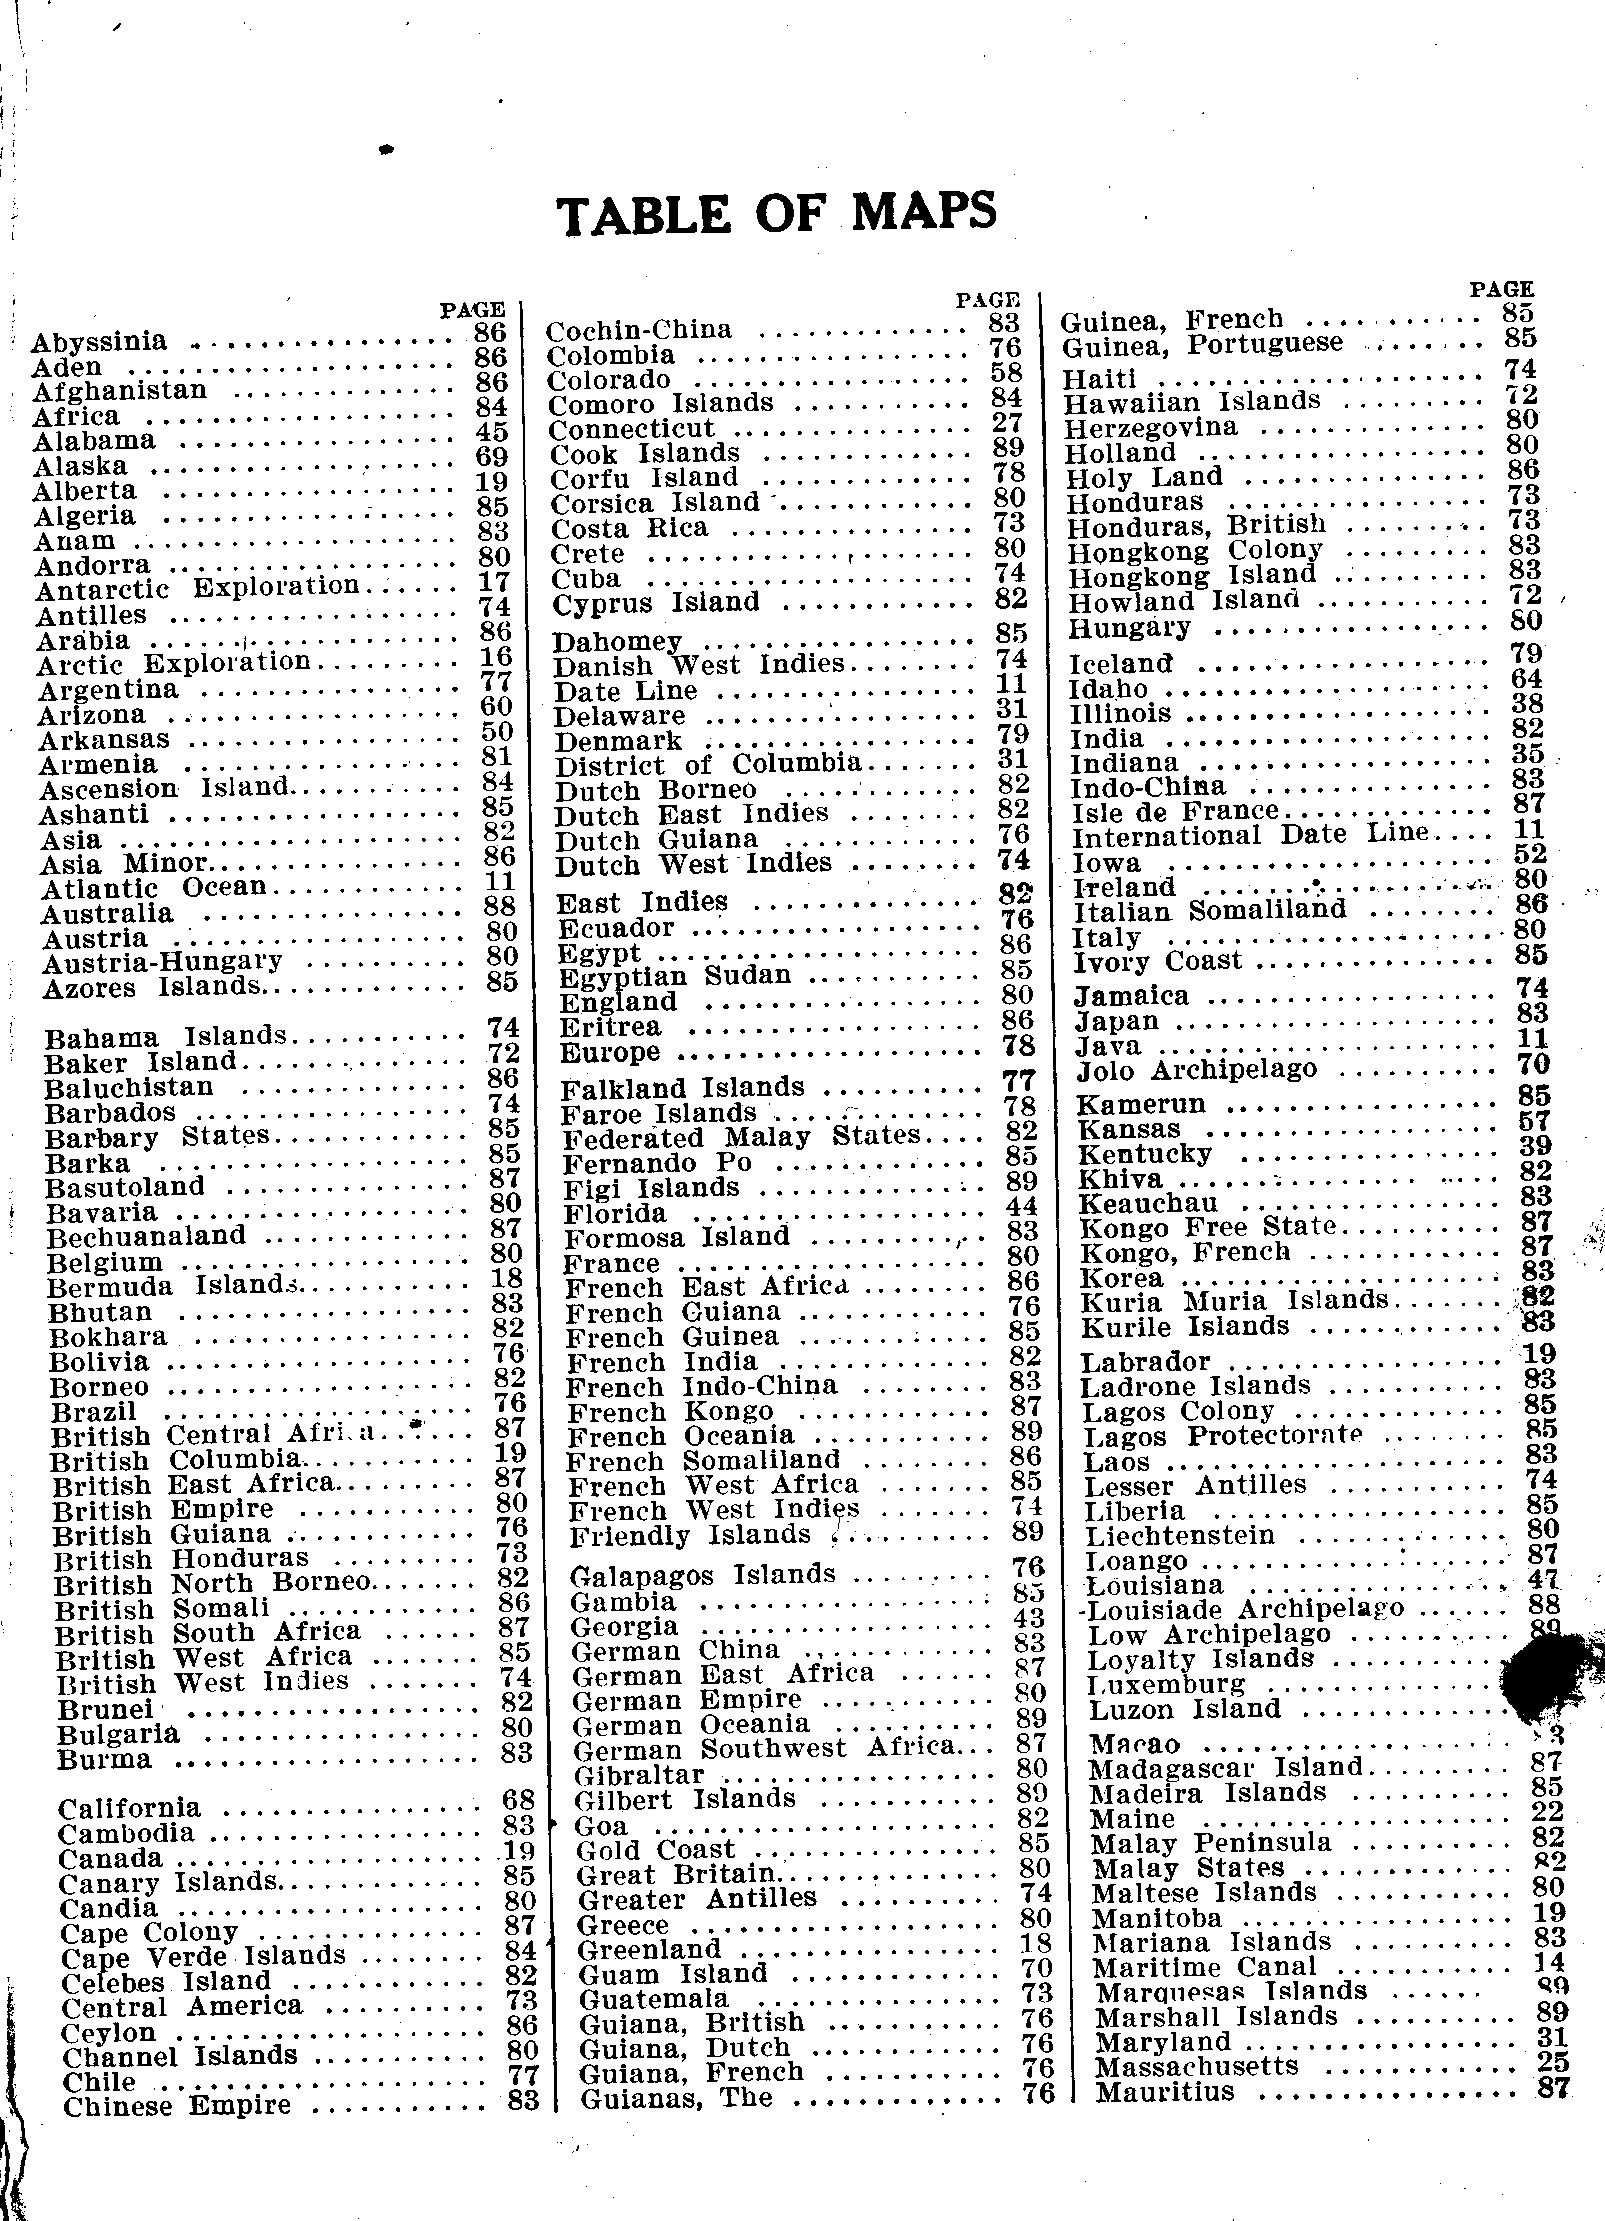 TABLE OF MAPS
PAGE
Abyssinia ................ 86
Aden .................... 86
Afghanistan .............. 86
Africa ................... 84
Alabama ................. 45
Alaska ................... 69
Alberta .................. 19
Algeria .................. 85
Anam .................... 83
Andorra .................. 80
Antarctic Exploration...... 17
Antilles .................. 74
Arabia ................... 86
Arctic Exploration......... 16
Argentina ................ 77
Arizona .................. 60
Arkansas ................. 50
Armenia ................. 81
Ascension Island........... 84
Ashanti .................. 85
Asia ..................... 82
Asia Minor................ 86
Atlantic Ocean............ 11
Australia ................ 88
Austria .................. 80
Austria-Hungary .......... 80
Azores Islands............. 85
Bahama Islands........... 74
Baker Island.............. 72
Baluchistan .............. 86
Barbados ................. 74
Barbary States............ 85
Barka ................... 85
Basutoland ............... 87
Bavaria .................. 80
Bechuanaland ............. 87
Belgium .................. 80
Bermuda Islands........... 18
Bhutan .................. 83
Bokhara ................. 82
Bolivia ................... 76
Borneo ................... 82
Brazil ................... 76
British Central Africa...... 87
British Columbia........... 19
British East Africa......... 87
British Empire ........... 80
British Guiana ............ 76
British Honduras ......... 73
British North Borneo....... 82
British Somali ............ 86
British South Africa ...... 87
British West Africa ....... 85
British West Indies ....... 74
Brunei .................. 82
Bulgaria ................. 80
Burma ................... 83
California ................ 68
Cambodia ................. 83
Canada ................... 19
Canary Islands............. 85
Candia ................... 80
Cape Colony .............. 87
Cape Verde Islands ........ 84
Celebes Island ............ 82
Central America .......... 73
Ceylon ................... 86
Channel Islands ........... 80
Chile .................... 77
Chinese Empire ........... 83
PAGE
Cochin-China ............. 83
Colombia ................. 76
Colorado ................. 58
Comoro Islands ........... 84
Connecticut ............... 27
Cook Islands ............. 89
Corfu Island ............. 78
Corsica Island ............ 80
Costa Rica ............... 73
Crete .................... 80
Cuba .................... 74
Cyprus Island ............ 82
Dahomey ................. 85
Danish West Indies........ 74
Date Line ................ 11
Delaware ................. 31
Denmark ................. 79
District of Columbia....... 31
Dutch Borneo ............ 82
Dutch East Indies ........ 82
Dutch Guiana ............ 76
Dutch West Indies ........ 74
East Indies .............. 82
Ecuador .................. 76
Egypt .................... 86
Egyptian Sudan .......... 85
England ................. 80
Eritrea .................. 86
Europe ................... 78
Falkland Islands .......... 77
Faroe Islands ............. 78
Federated Malay States.... 82
Fernando Po ............. 85
Figi Islands .............. 89
Florida .................. 44
Formosa Island ........... 83
France ................... 80
French East Africa ........ 86
French Guiana ........... 76
French Guinea ........... 85
French India ............. 82
French Indo-China ........ 83
French Kongo ............ 87
French Oceania ........... 89
French Somaliland ........ 86
French West Africa ....... 85
French West Indies ....... 74
Friendly Islands .......... 89
Galapagos Islands ......... 76
Gambia .................. 85
Georgia .................. 43
German China ............ 83
German East Africa ...... 87
German Empire .......... 80
German Oceania .......... 89
German Southwest Africa... 87
Gibraltar ................ 80
Gilbert Islands ........... 89
Goa ..................... 82
Gold Coast ............... 85
Great Britain.............. 80
Greater Antilles .......... 74
Greece ................... 80
Greenland ................ 18
Guam Island ............. 70
Guatemala ............... 73
Guiana, British ........... 76
Guiana, Dutch ............ 76
Guiana, French ........... 76
Guianas, The ............. 76
PAGE
Guinea, French ........... 85
Guinea, Portuguese ....... 85
Haiti .................... 74
Hawaiian Islands ......... 72
Herzegovina .............. 80
Holland .................. 80
Holy Land ............... 86
Honduras ................ 73
Honduras, British ......... 73
Hongkong Colony ......... 83
Hongkong Island .......... 83
Howland Island ........... 72
Hungary ................. 80
Iceland .................. 79
Idaho .................... 64
Illinois ................... 38
India .................... 82
Indiana .................. 35
Indo-China ............... 83
Isle de France............. 87
International Date Line.... 11
Iowa .................... 52
Ireland .................. 80
Italian Somaliland ........ 86
Italy .................... 80
Ivory Coast ............... 85
Jamaica .................. 74
Japan .................... 83
Java ..................... 11
Jolo Archipelago .......... 70
Kamerun ................. 85
Kansas .................. 57
Kentucky ................ 39
Khiva ................... 82
Keauchau ................ 83
Kongo Free State.......... 87
Kongo, French ............ 87
Korea .................... 83
Kuria Muria Islands....... 82
Kurile Islands ............ 83
Labrador ................. 19
Ladrone Islands ........... 83
Lagos Colony ............. 85
Lagos Protectorate ........ 85
Laos ..................... 83
Lesser Antilles ........... 74
Liberia .................. 85
Liechtenstein ............. 80
Loango ................... 87
Louisiana ................ 47
Louisiade Archipelago ...... 88
Low Archipelago .......... 89
Loyalty Islands ...........
Luxemburg ..............
Luzon Island .............
Macao ...................
Madagascar Island......... 87
Madeira Islands .......... 85
Maine ................... 22
Malay Peninsula .......... 82
Malay States ............. 82
Maltese Islands ........... 80
Manitoba ................. 19
Mariana Islands .......... 83
Maritime Canal ........... 14
Marquesas Islands ...... 89
Marshall Islands .......... 89
Maryland ................. 31
Massachusetts ............ 25
Mauritius ................ 87